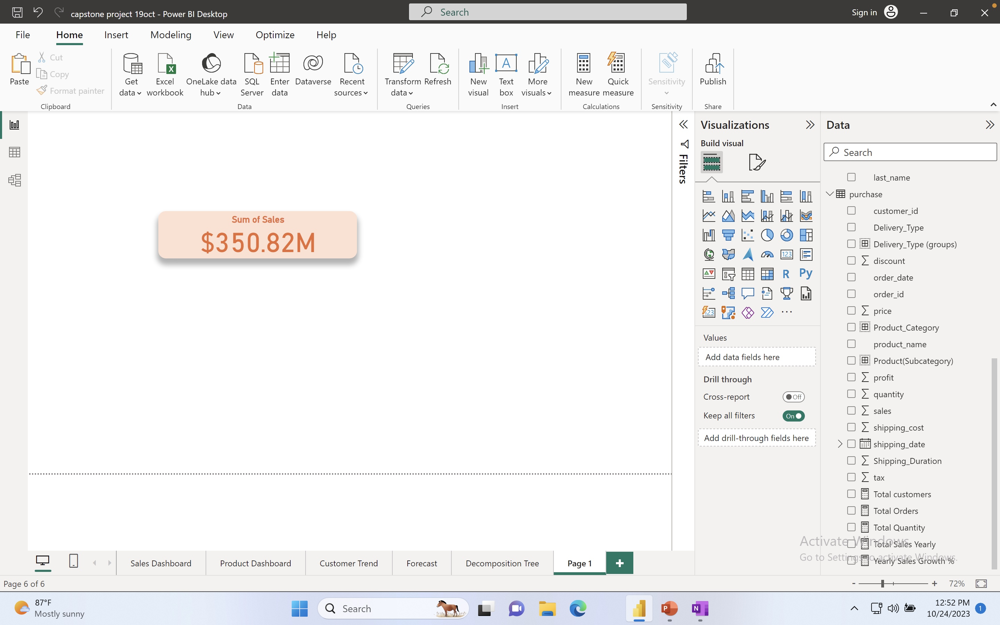 capstone project 19oct - Power BI Desktop
Search
Sign in
File
Home
Insert
Modeling
View
Optimize
Help
Paste
Cut
Copy
Format painter
Clipboard
Get data
Excel workbook
OneLake data hub
SQL Server
Enter data
Dataverse
Recent sources
Data
Transform data
Refresh
Queries
New visual
Text box
More visuals
Insert
New measure
Quick measure
Calculations
Sensitivity
Sensitivity
Publish
Share
Sum of Sales
$350.82M
Filters
Visualizations
Build visual
123
R
Py
123
Values
Add data fields here
Drill through
Cross-report
Off
Keep all filters
On
Add drill-through fields here
Data
Search
last_name
purchase
customer_id
Delivery_Type
Delivery_Type (groups)
discount
order_date
order_id
price
Product_Category
product_name
Product(Subcategory)
profit
quantity
sales
shipping_cost
shipping_date
Shipping_Duration
tax
Total customers
Total Orders
Total Quantity
Total Sales Yearly
Yearly Sales Growth %
Activate Windows
Go to Settings to activate Windows.
Sales Dashboard
Product Dashboard
Customer Trend
Forecast
Decomposition Tree
Page 1
Page 6 of 6
72%
87°F
Mostly sunny
Search
12:52 PM
10/24/2023
1